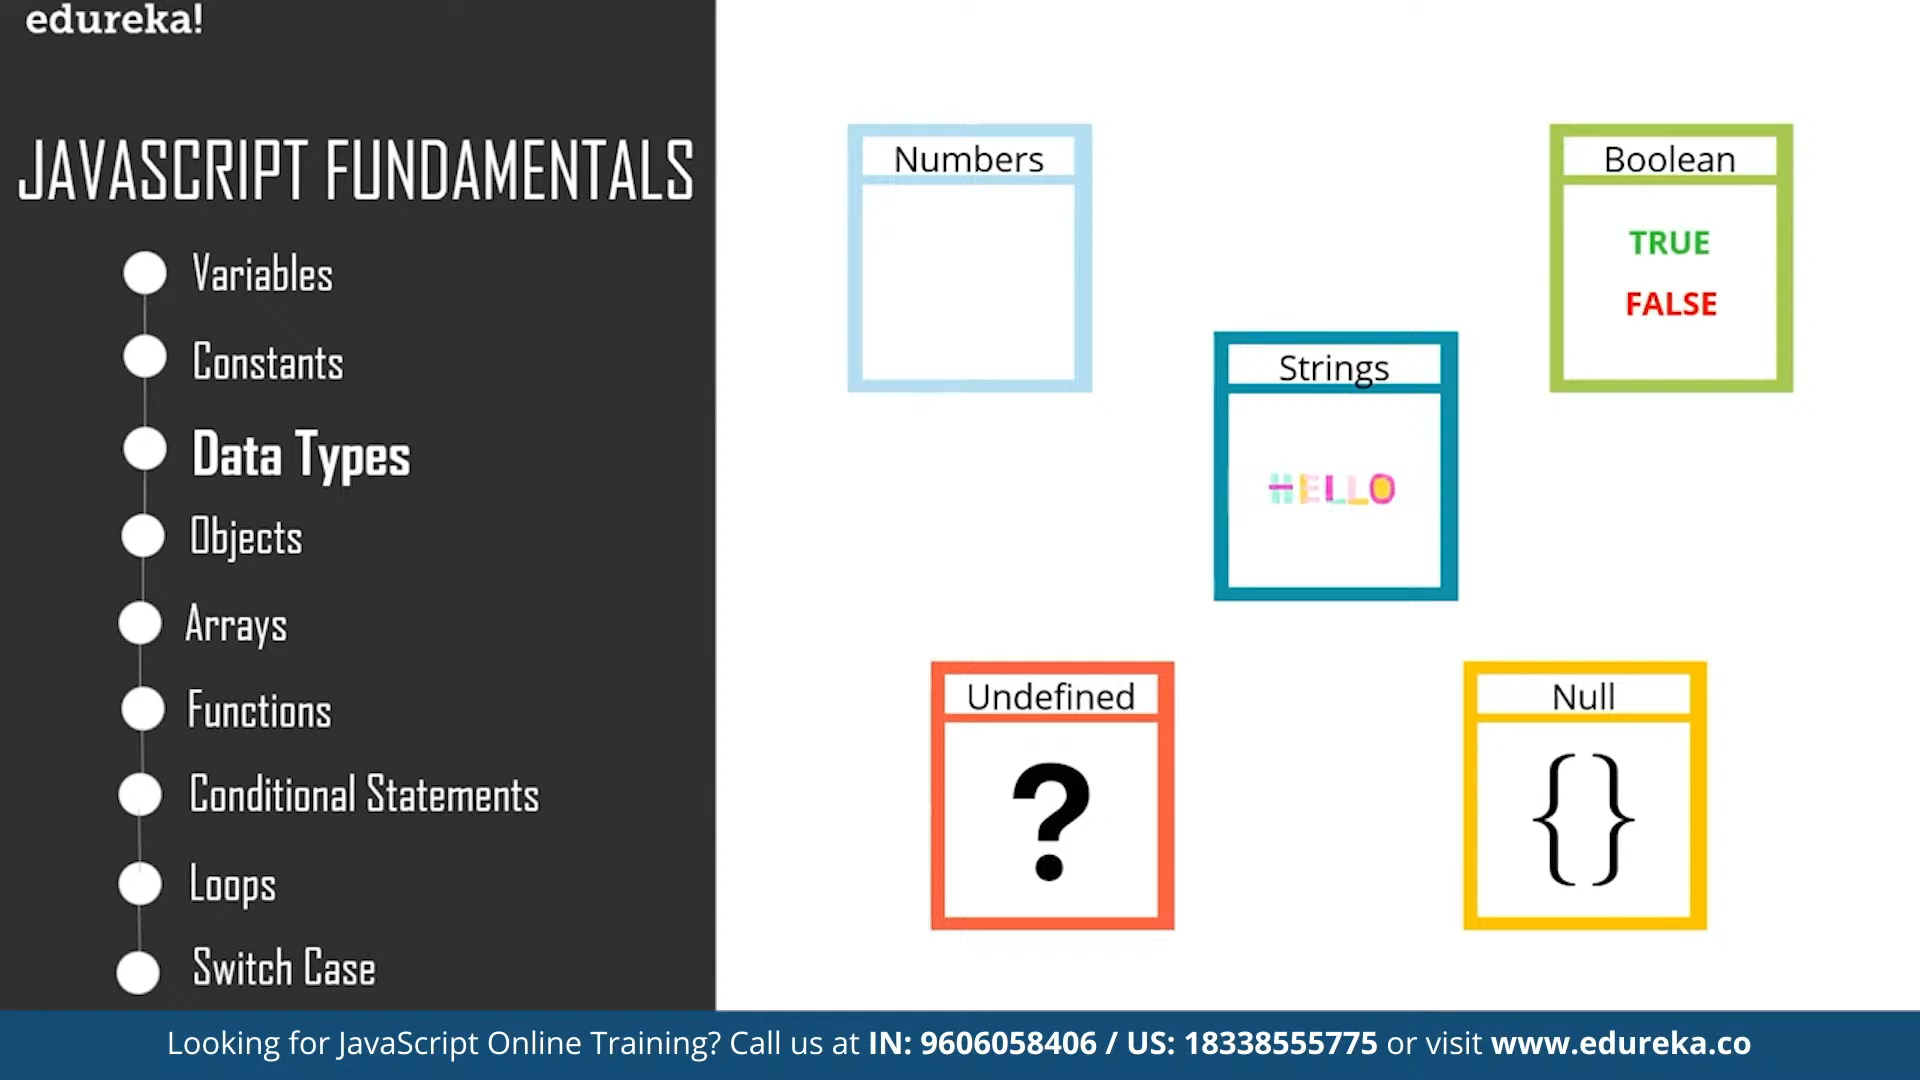 edureka!
JAVASCRIPT FUNDAMENTALS
Variables
Constants
Data Types
Objects
Arrays
Functions
Conditional Statements
Loops
Switch Case
Numbers
Boolean
TRUE
FALSE
Strings
HELLO
Undefined
?
Null
{}
Looking for JavaScript Online Training? Call us at IN: 9606058406 / US: 18338555775 or visit www.edureka.co